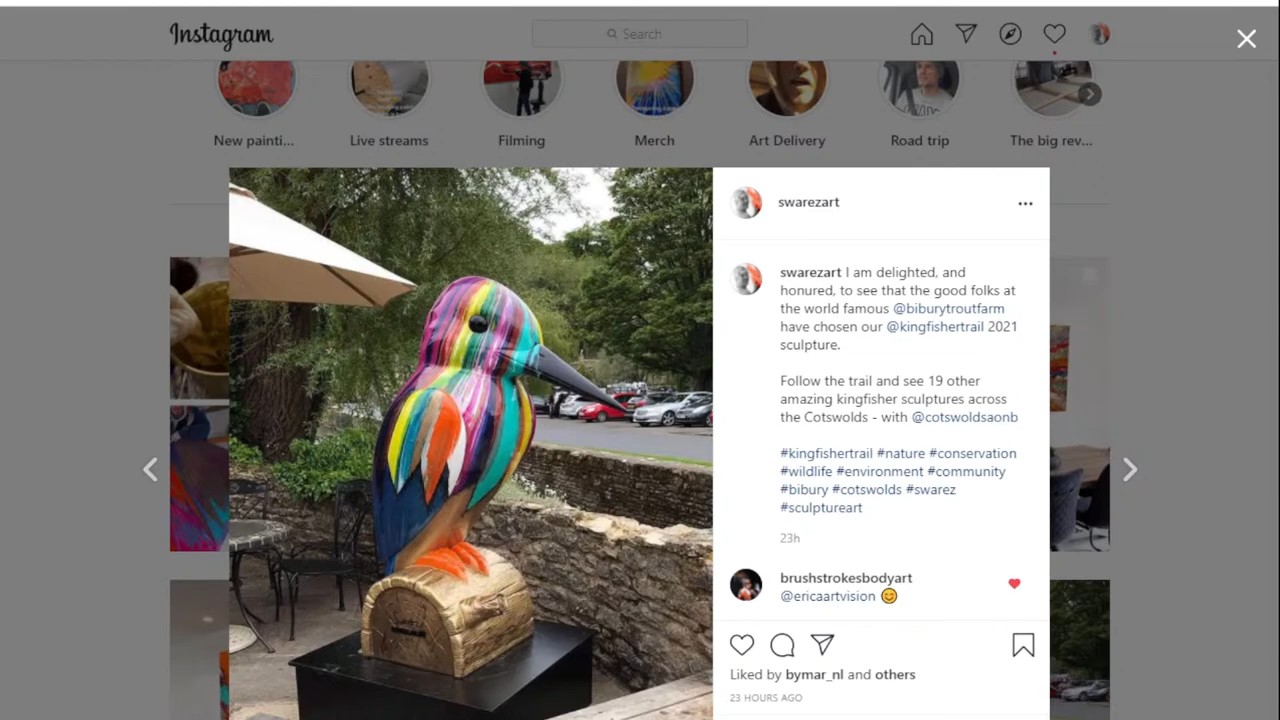 Instagram
Search
New painti...
Live streams
Filming
Merch
Art Delivery
Road trip
The big rev...
swarezart
swarezart I am delighted, and
honured, to see that the good folks at
the world famous @biburytroutfarm
have chosen our @kingfishertrail 2021
sculpture.
Follow the trail and see 19 other
amazing kingfisher sculptures across
the Cotswolds - with @cotswoldsaonb
#kingfishertrail #nature #conservation
#wildlife #environment #community
#bibury #cotswolds #swarez
#sculptureart
23h
brushstrokesbodyart
@ericaartvision 😊
Liked by bymar_nl and others
23 HOURS AGO